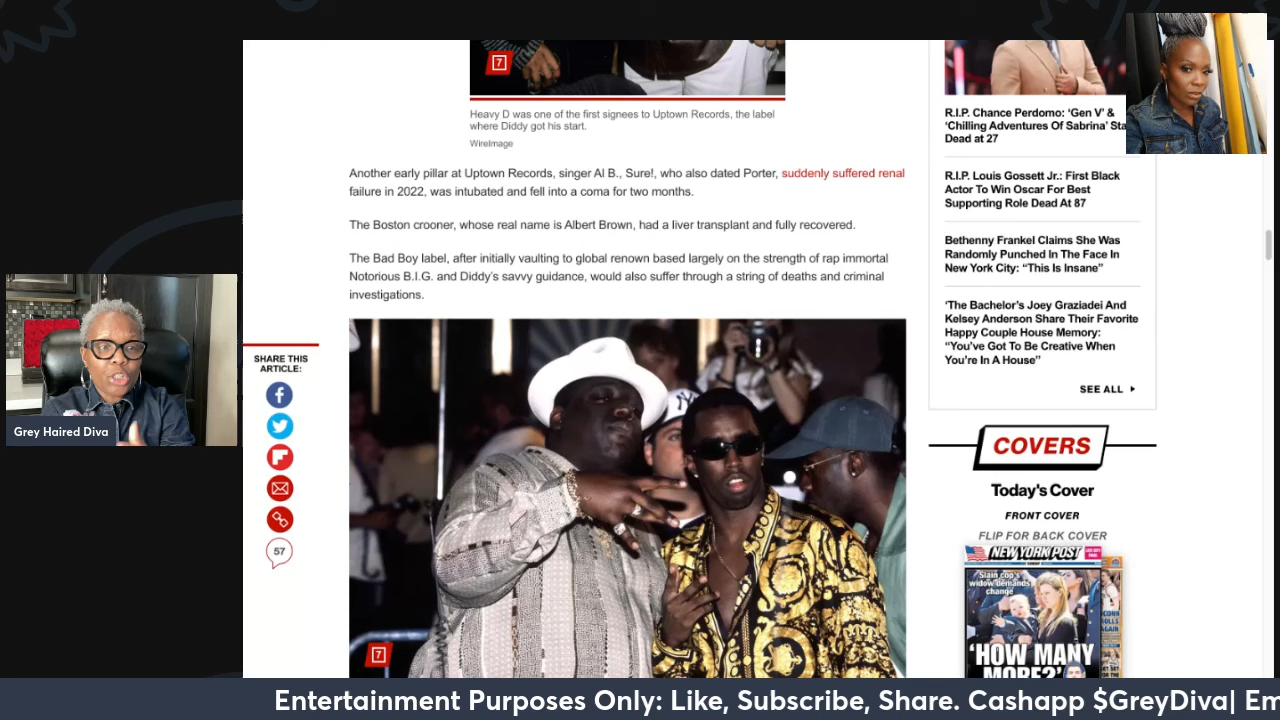 7
Heavy D was one of the first signees to Uptown Records, the label
where Diddy got his start.
WireImage
Another early pillar at Uptown Records, singer Al B., Sure!, who also dated Porter, suddenly suffered renal
failure in 2022, was intubated and fell into a coma for two months.
The Boston crooner, whose real name is Albert Brown, had a liver transplant and fully recovered.
The Bad Boy label, after initially vaulting to global renown based largely on the strength of rap immortal
Notorious B.I.G. and Diddy's savvy guidance, would also suffer through a string of deaths and criminal
investigations.
7
SHARE THIS
ARTICLE:
57
Grey Haired Diva
R.I.P. Chance Perdomo: 'Gen V' &
'Chilling Adventures Of Sabrina' Sta
Dead at 27
R.I.P. Louis Gossett Jr.: First Black
Actor To Win Oscar For Best
Supporting Role Dead At 87
Bethenny Frankel Claims She Was
Randomly Punched In The Face In
New York City: “This Is Insane”
'The Bachelor's Joey Graziadei And
Kelsey Anderson Share Their Favorite
Happy Couple House Memory:
“You've Got To Be Creative When
You're In A House”
SEE ALL
COVERS
Today's Cover
FRONT COVER
FLIP FOR BACK COVER
NEW YORK POST
Slain cop's
widow demands
change
'HOW MANY
MORE?'
Entertainment Purposes Only: Like, Subscribe, Share. Cashapp $GreyDiva| Em